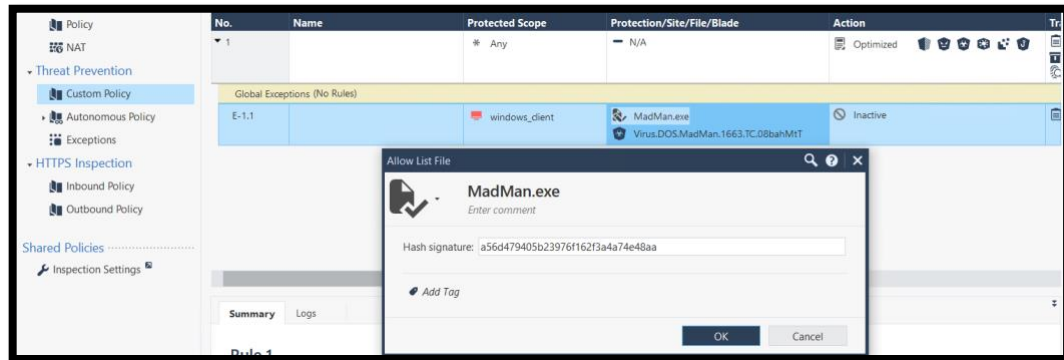 Policy
NAT
Threat Prevention
Custom Policy
Autonomous Policy
Exceptions
HTTPS Inspection
Inbound Policy
Outbound Policy
Shared Policies
Inspection Settings
No. Name Protected Scope Protection/Site/File/Blade Action
1 * Any — N/A Optimized
Global Exceptions (No Rules)
E-1.1 windows_client MadMan.exe Inactive
Virus.DOS.MadMan.1663.TC.08bahMtT
Allow List File
MadMan.exe
Enter comment
Hash signature: a56d479405b23976f162f3a4a74e48aa
Add Tag
OK Cancel
Summary Logs
Rule 1